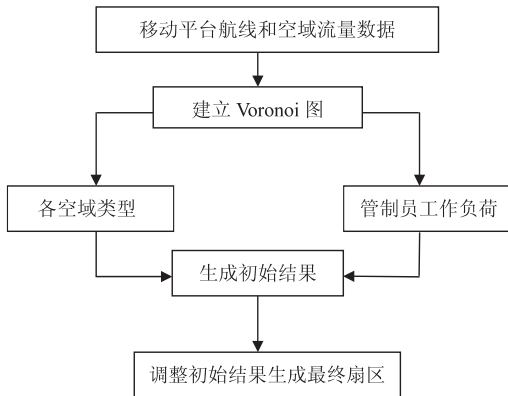 移动平台航线和空域流量数据
建立 Voronoi 图
各空域类型
管制员工作负荷
生成初始结果
调整初始结果生成最终扇区